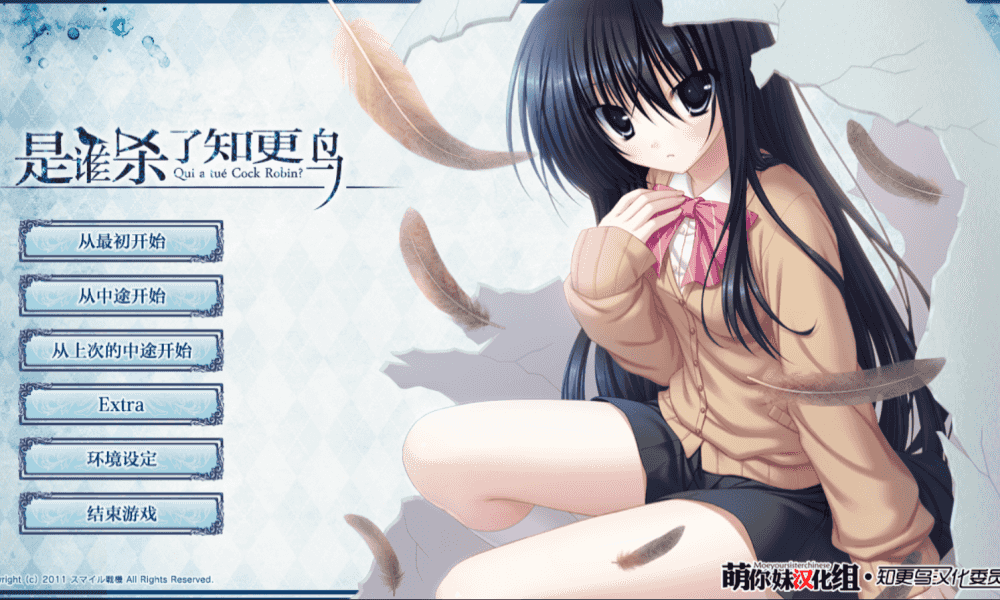 是谁杀了知更鸟
Qui a tué Cock Robin?
从最初开始
从中途开始
从上次的中途开始
Extra
环境设定
结束游戏
right (c) 2011 スマイル戦機 All Rights Reserved.
Moeyoursisterchinese
萌你妹汉化组·知更鸟汉化委员